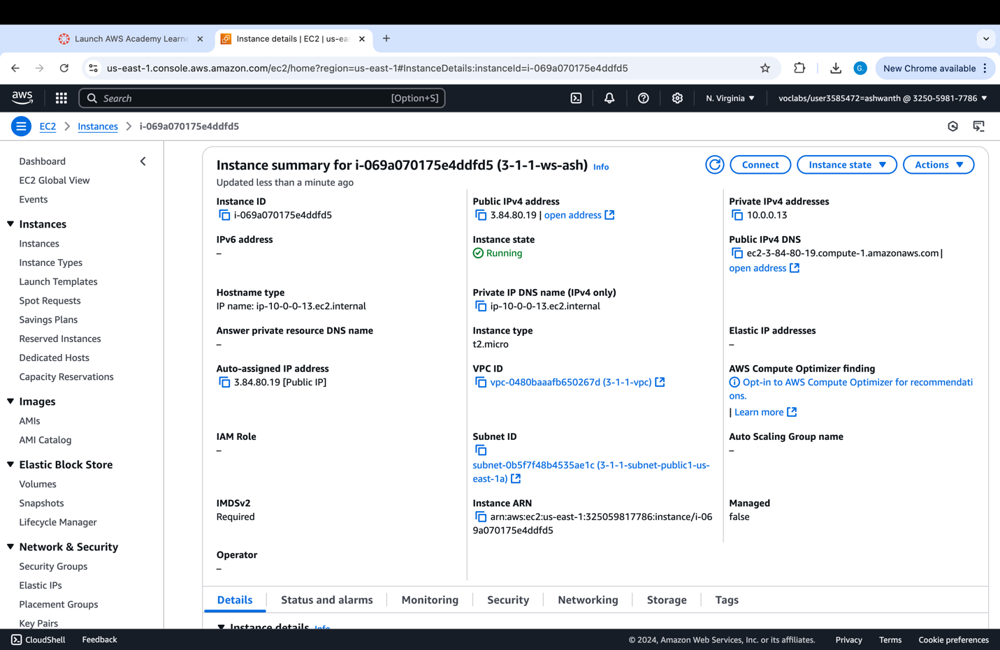 Launch AWS Academy Learne
Instance details | EC2 | us-eas
us-east-1.console.aws.amazon.com/ec2/home?region=us-east-1#InstanceDetails:instanceId=i-069a070175e4ddfd5
G.
New Chrome available
aws
Search
[Option+S]
N. Virginia
voclabs/user3585472=ashwanth @ 3250-5981-7786
EC2
Instances
i-069a070175e4ddfd5
Dashboard
EC2 Global View
Events
Instances
Instances
Instance Types
Launch Templates
Spot Requests
Savings Plans
Reserved Instances
Dedicated Hosts
Capacity Reservations
Images
AMIs
AMI Catalog
Elastic Block Store
Volumes
Snapshots
Lifecycle Manager
Network & Security
Security Groups
Elastic IPs
Placement Groups
Key Pairs
Instance summary for i-069a070175e4ddfd5 (3-1-1-ws-ash) Info
Updated less than a minute ago
Connect
Instance state
Actions
Instance ID
i-069a070175e4ddfd5
Public IPv4 address
3.84.80.19 | open address
Private IPv4 addresses
10.0.0.13
IPv6 address
–
Instance state
Running
Public IPv4 DNS
ec2-3-84-80-19.compute-1.amazonaws.com |
open address
Hostname type
IP name: ip-10-0-0-13.ec2.internal
Private IP DNS name (IPv4 only)
ip-10-0-0-13.ec2.internal
Answer private resource DNS name
–
Instance type
t2.micro
Elastic IP addresses
–
Auto-assigned IP address
3.84.80.19 [Public IP]
VPC ID
vpc-0480baaafb650267d (3-1-1-vpc)
AWS Compute Optimizer finding
Opt-in to AWS Compute Optimizer for recommendati
ons.
| Learn more
IAM Role
–
Subnet ID
subnet-0b5f7f48b4535ae1c (3-1-1-subnet-public1-us-
east-1a)
Auto Scaling Group name
–
IMDSv2
Required
Instance ARN
arn:aws:ec2:us-east-1:325059817786:instance/i-06
9a070175e4ddfd5
Managed
false
Operator
–
Details
Status and alarms
Monitoring
Security
Networking
Storage
Tags
Instance details Info
CloudShell
Feedback
© 2024, Amazon Web Services, Inc. or its affiliates.
Privacy
Terms
Cookie preferences